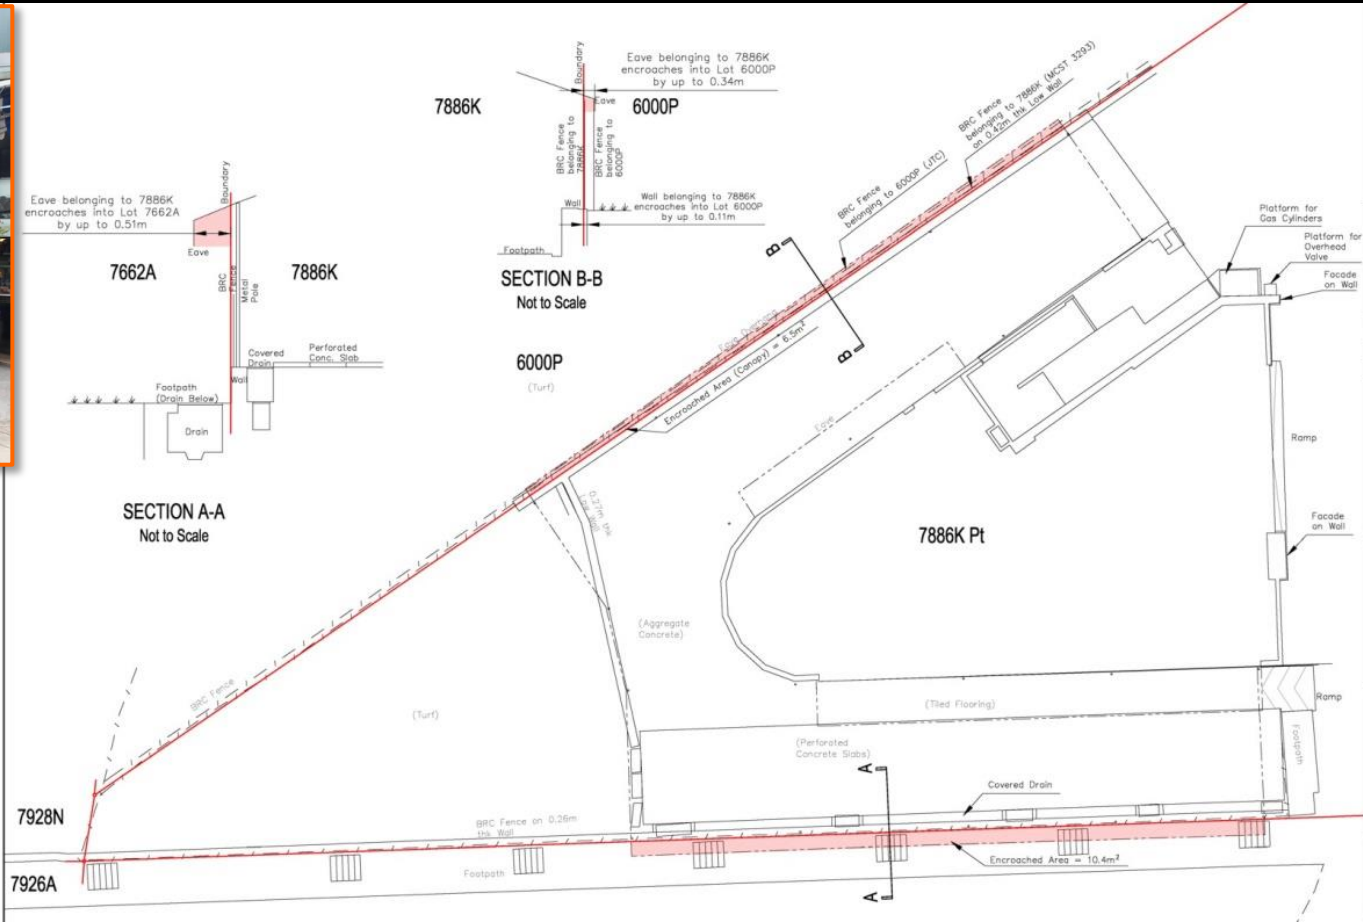 Eave belonging to 7886K
encroaches into Lot 7662A
by up to 0.51m
Boundary
Eave
7662A
BRC
Fence
Metal
Pole
7886K
Covered
Drain
Perforated
Conc. Slab
Wall
Footpath
(Drain Below)
Drain
SECTION A-A
Not to Scale
7886K
Boundary
Eave belonging to 7886K
encroaches into Lot 6000P
by up to 0.34m
Eave
6000P
BRC Fence
belonging to
7886K
BRC Fence
belonging to
6000P
Wall
Wall belonging to 7886K
encroaches into Lot 6000P
by up to 0.11m
Footpath
SECTION B-B
Not to Scale
6000P
(Turf)
BRC Fence
belonging to 7886K (MCST 3293)
on 0.42m thk Low Wall
BRC Fence
belonging to 6000P (JTC)
B
B
Eave Overhang
Encroached Area (Canopy) = 6.5m²
Platform for
Gas Cylinders
Platform for
Overhead
Valve
Facade
on Wall
Ramp
Facade
on Wall
Eave
7886K Pt
0.27m thk
Low Wall
(Aggregate
Concrete)
BRC Fence
(Turf)
(Tiled Flooring)
Ramp
(Perforated
Concrete Slabs)
Footpath
A
Covered Drain
7928N
BRC Fence on 0.26m
thk Wall
7926A
Footpath
Encroached Area = 10.4m²
A